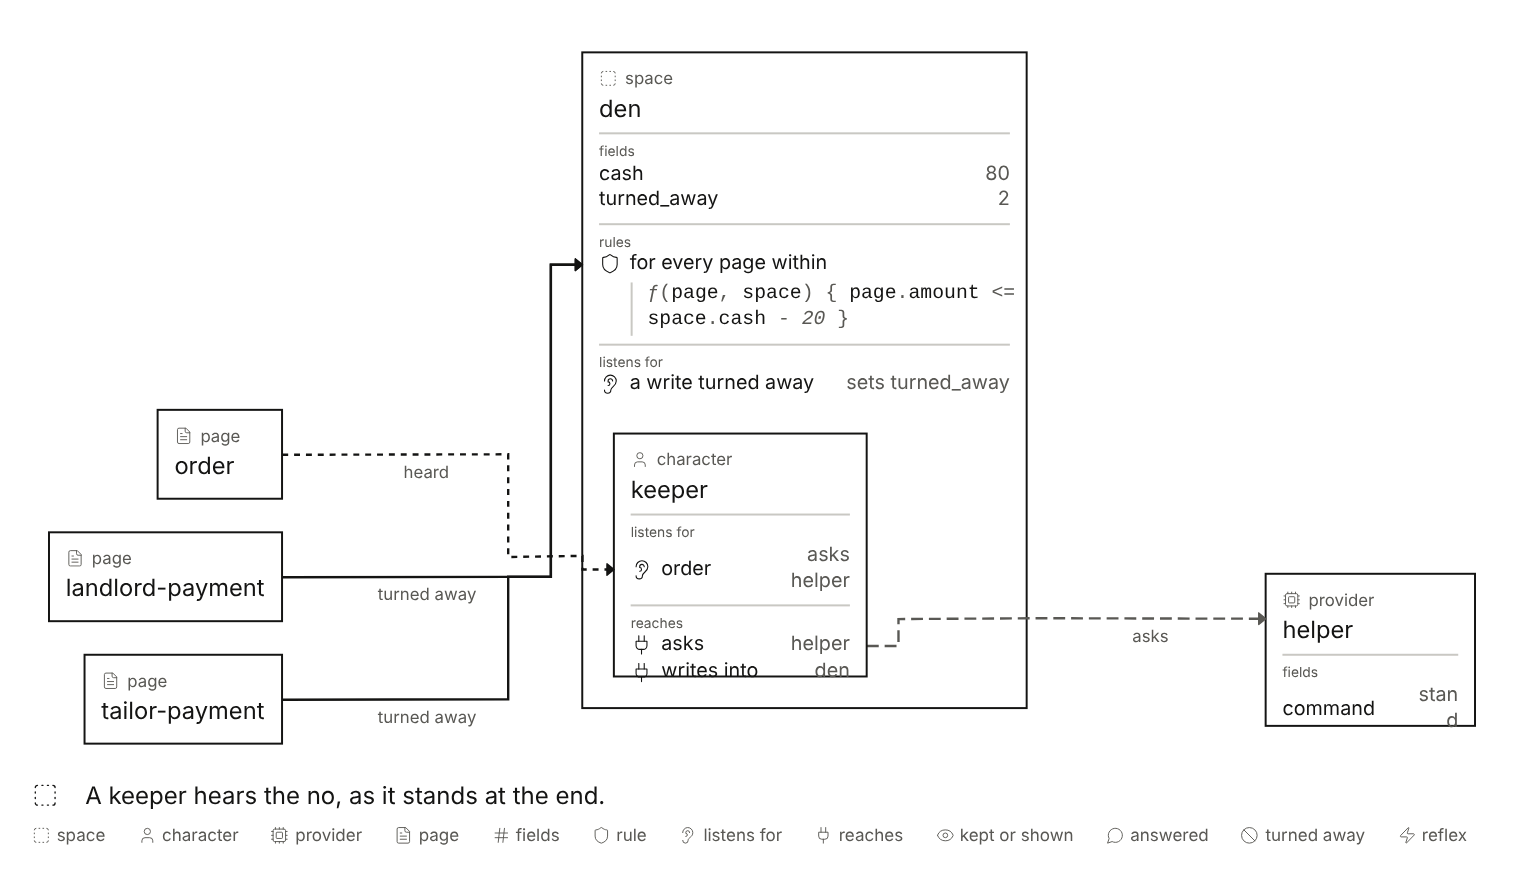 space
den
fields
cash 80
turned_away 2
rules
for every page within
ƒ(page, space) { page.amount <=
space.cash - 20 }
listens for
a write turned away sets turned_away
page
order
heard
character
keeper
listens for
order asks
helper
reaches
asks helper
writes into den
page
landlord-payment
turned away
page
tailor-payment
turned away
asks
provider
helper
fields
command stan
d
A keeper hears the no, as it stands at the end.
space character provider page fields rule listens for reaches kept or shown answered turned away reflex